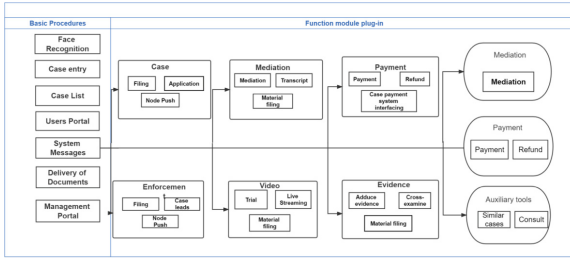 Basic Procedures
Function module plug-in
Face
Recognition
Case entry
Case List
Users Portal
System
Messages
Delivery of
Documents
Management
Portal
Case
Filing
Application
Node Push
Mediation
Mediation
Transcript
Material
filing
Payment
Payment
Refund
Case payment
system
interfacing
Enforcemen
t
Filing
Case
leads
Node
Push
Video
Trial
Live
Streaming
Material
filing
Evidence
Adduce
evidence
Cross-
examine
Material filing
Mediation
Mediation
Payment
Payment
Refund
Auxiliary tools
Similar
cases
Consult